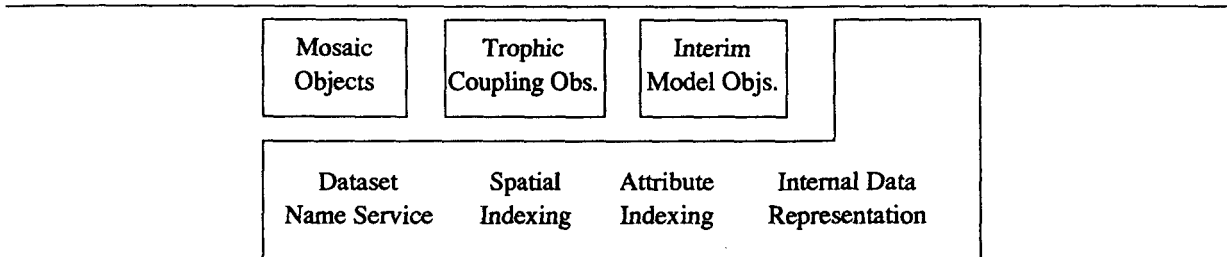 Mosaic
Objects
Trophic
Coupling Obs.
Interim
Model Objs.
Dataset
Name Service
Spatial
Indexing
Attribute
Indexing
Internal Data
Representation